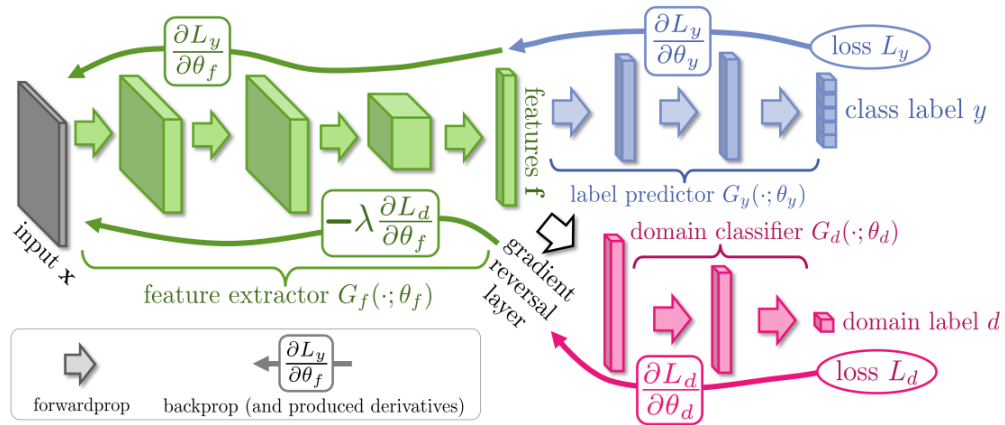 ∂L_y/∂θ_f
∂L_y/∂θ_y
loss L_y
features f
class label y
label predictor G_y(·;θ_y)
input x
−λ ∂L_d/∂θ_f
feature extractor G_f(·;θ_f)
gradient
reversal
layer
domain classifier G_d(·;θ_d)
domain label d
∂L_d/∂θ_d
loss L_d
∂L_y/∂θ_f
forwardprop
backprop (and produced derivatives)